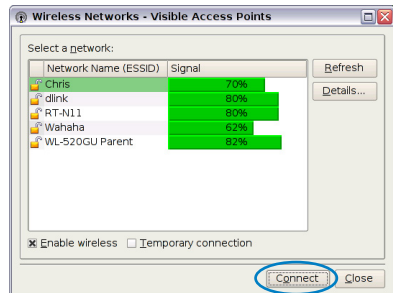 Wireless Networks - Visible Access Points
Select a network:
Network Name (ESSID) Signal
Refresh
Chris 70%
Details...
dlink 80%
RT-N11 80%
Wahaha 62%
WL-520GU Parent 82%
Enable wireless Temporary connection
Connect Close